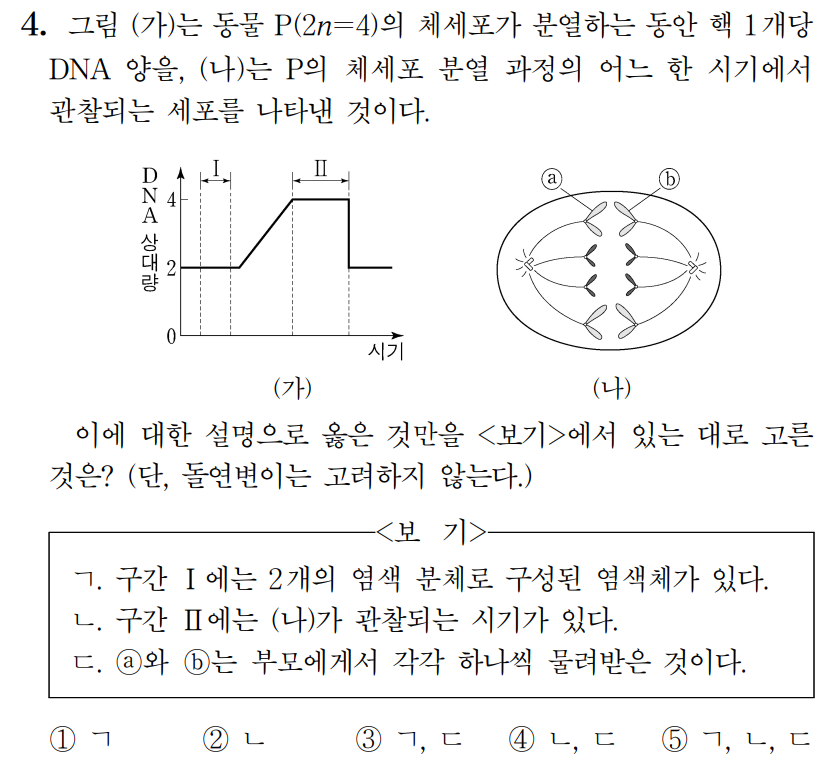 4. 그림 (가)는 동물 P(2n=4)의 체세포가 분열하는 동안 핵 1개당
DNA 양을, (나)는 P의 체세포 분열 과정의 어느 한 시기에서
관찰되는 세포를 나타낸 것이다.
DNA 상대량
4
2
0
Ⅰ
Ⅱ
시기
(가)
ⓐ
ⓑ
(나)
이에 대한 설명으로 옳은 것만을 <보기>에서 있는 대로 고른
것은? (단, 돌연변이는 고려하지 않는다.)
<보 기>
ㄱ. 구간 Ⅰ에는 2개의 염색 분체로 구성된 염색체가 있다.
ㄴ. 구간 Ⅱ에는 (나)가 관찰되는 시기가 있다.
ㄷ. ⓐ와 ⓑ는 부모에게서 각각 하나씩 물려받은 것이다.
① ㄱ ② ㄴ ③ ㄱ, ㄷ ④ ㄴ, ㄷ ⑤ ㄱ, ㄴ, ㄷ